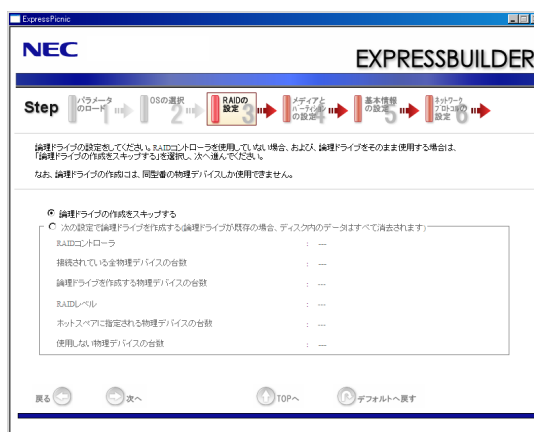 ExpressPicnic
NEC
EXPRESSBUILDER
Step
パラメータ
のロード 1
OSの選択
2
RAIDの
設定 3
メディアと
パーティション
の設定 4
基本情報
の設定 5
ネットワーク
プロトコルの
設定 6
論理ドライブの設定をしてください。RAIDコントローラを使用していない場合、および、論理ドライブをそのまま使用する場合は、
「論理ドライブの作成をスキップする」を選択し、次へ進んでください。
なお、論理ドライブの作成には、同型番の物理デバイスしか使用できません。
論理ドライブの作成をスキップする
次の設定で論理ドライブを作成する(論理ドライブが既存の場合、ディスク内のデータはすべて消去されます)
RAIDコントローラ : ---
接続されている全物理デバイスの台数 : ---
論理ドライブを作成する物理デバイスの台数 : ---
RAIDレベル : ---
ホットスペアに指定される物理デバイスの台数 : ---
使用しない物理デバイスの台数 : ---
戻る 次へ TOPへ デフォルトへ戻す